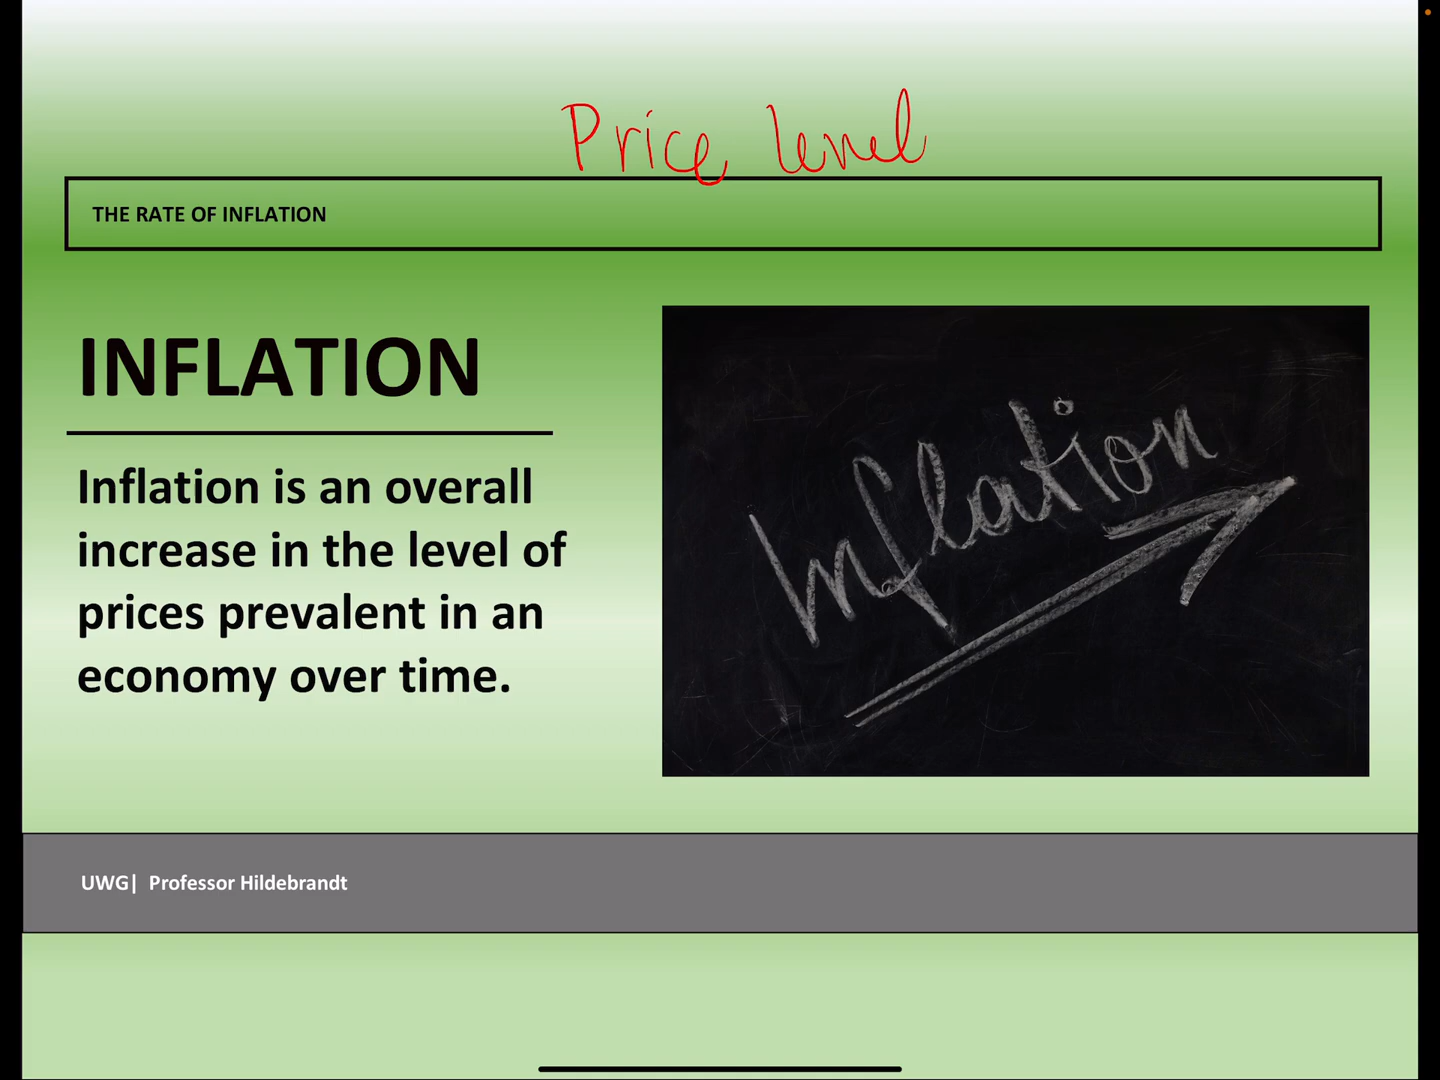 Price level
THE RATE OF INFLATION
INFLATION
Inflation is an overall
increase in the level of
prices prevalent in an
economy over time.
Inflation
UWG| Professor Hildebrandt